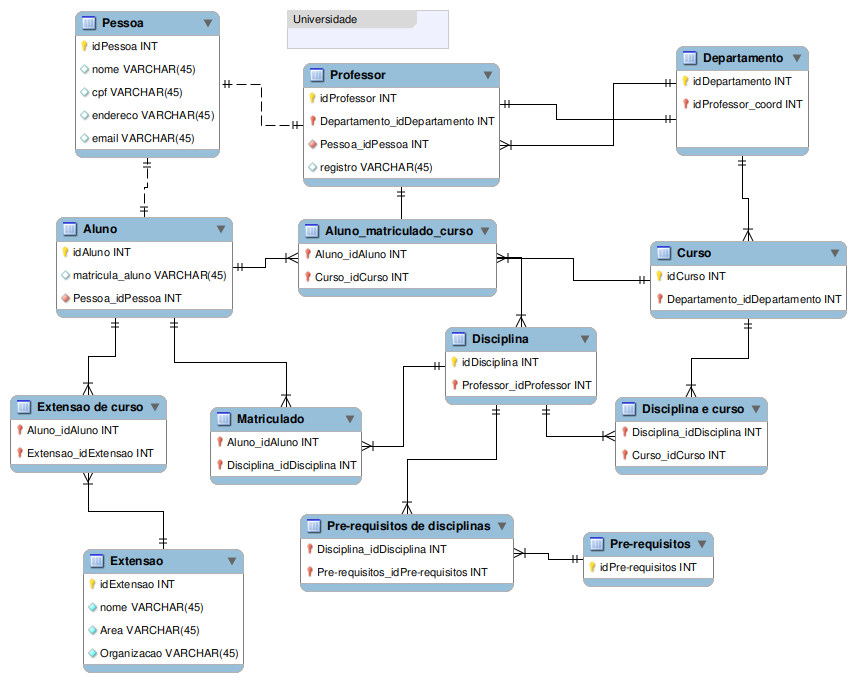 Universidade
Pessoa
idPessoa INT
nome VARCHAR(45)
cpf VARCHAR(45)
endereco VARCHAR(45)
email VARCHAR(45)
Professor
idProfessor INT
Departamento_idDepartamento INT
Pessoa_idPessoa INT
registro VARCHAR(45)
Departamento
idDepartamento INT
idProfessor_coord INT
Aluno
idAluno INT
matricula_aluno VARCHAR(45)
Pessoa_idPessoa INT
Aluno_matriculado_curso
Aluno_idAluno INT
Curso_idCurso INT
Curso
idCurso INT
Departamento_idDepartamento INT
Disciplina
idDisciplina INT
Professor_idProfessor INT
Extensao de curso
Aluno_idAluno INT
Extensao_idExtensao INT
Matriculado
Aluno_idAluno INT
Disciplina_idDisciplina INT
Disciplina e curso
Disciplina_idDisciplina INT
Curso_idCurso INT
Pre-requisitos de disciplinas
Disciplina_idDisciplina INT
Pre-requisitos_idPre-requisitos INT
Pre-requisitos
idPre-requisitos INT
Extensao
idExtensao INT
nome VARCHAR(45)
Area VARCHAR(45)
Organizacao VARCHAR(45)